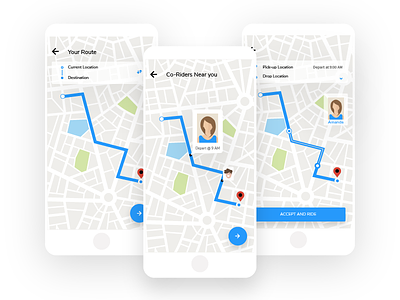 Your Route
Current Location
Destination
Co-Riders Near you
Depart @ 9 AM
Pick-up Location
Depart at 9:00 AM
Drop Location
Amanda
ACCEPT AND RIDE